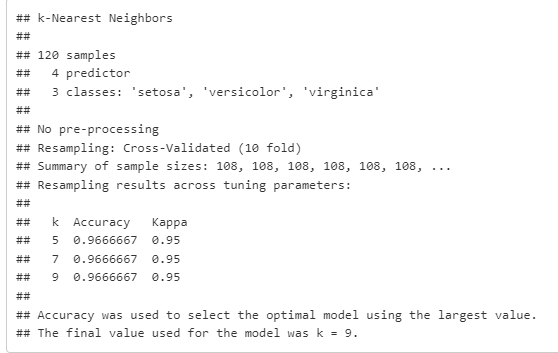 ## k-Nearest Neighbors
##
## 120 samples
##   4 predictor
##   3 classes: 'setosa', 'versicolor', 'virginica'
##
## No pre-processing
## Resampling: Cross-Validated (10 fold)
## Summary of sample sizes: 108, 108, 108, 108, 108, 108, ...
## Resampling results across tuning parameters:
##
##   k  Accuracy   Kappa
##   5  0.9666667  0.95
##   7  0.9666667  0.95
##   9  0.9666667  0.95
##
## Accuracy was used to select the optimal model using the largest value.
## The final value used for the model was k = 9.